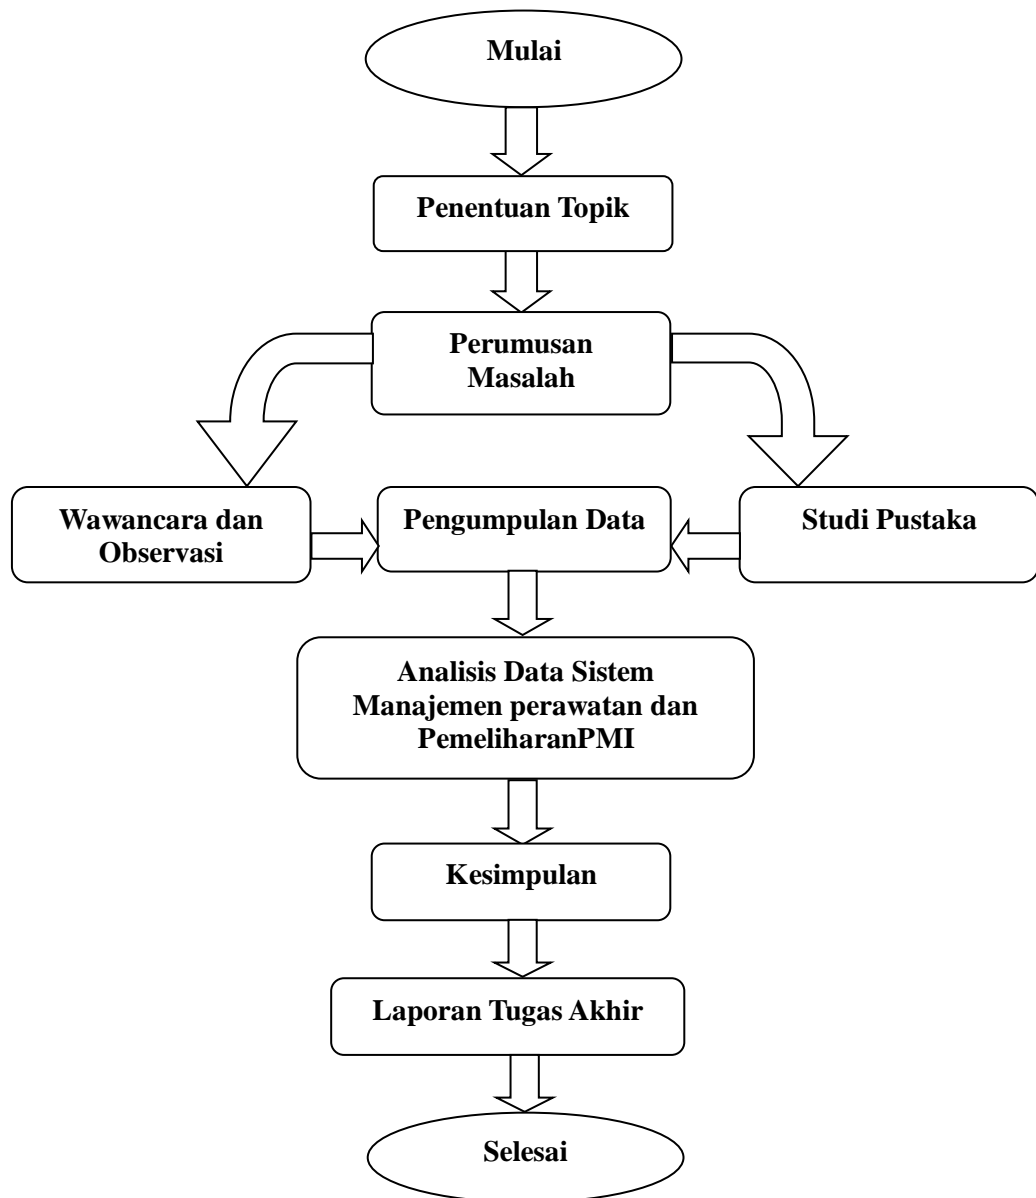 Mulai
Penentuan Topik
Perumusan
Masalah
Wawancara dan
Observasi
Pengumpulan Data
Studi Pustaka
Analisis Data Sistem
Manajemen perawatan dan
PemeliharanPMI
Kesimpulan
Laporan Tugas Akhir
Selesai